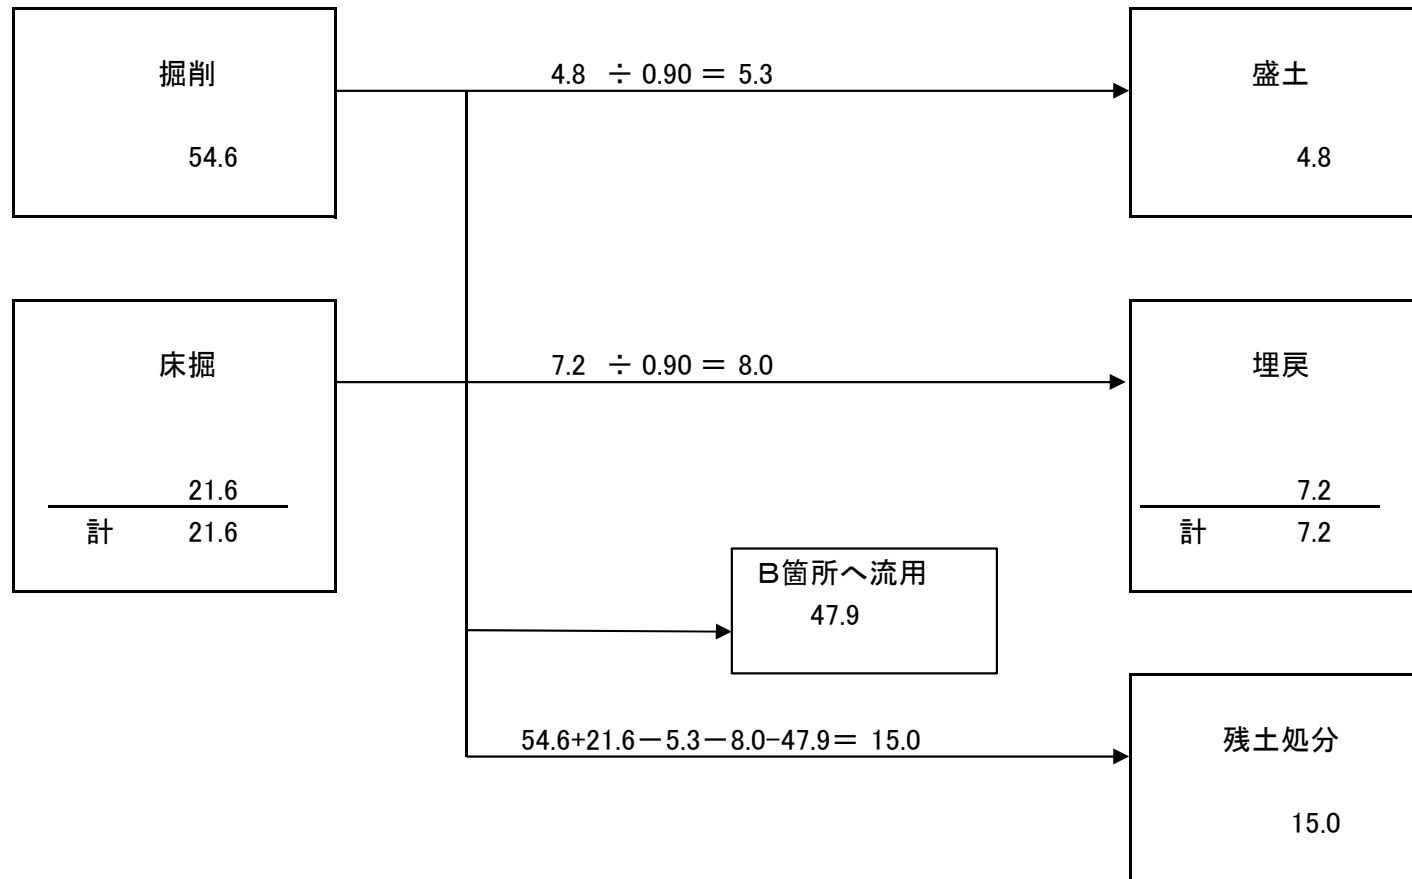 掘削
54.6
4.8 ÷ 0.90 = 5.3
盛土
4.8
床掘
21.6
計 21.6
7.2 ÷ 0.90 = 8.0
埋戻
7.2
計 7.2
B箇所へ流用
47.9
54.6+21.6-5.3-8.0-47.9= 15.0
残土処分
15.0